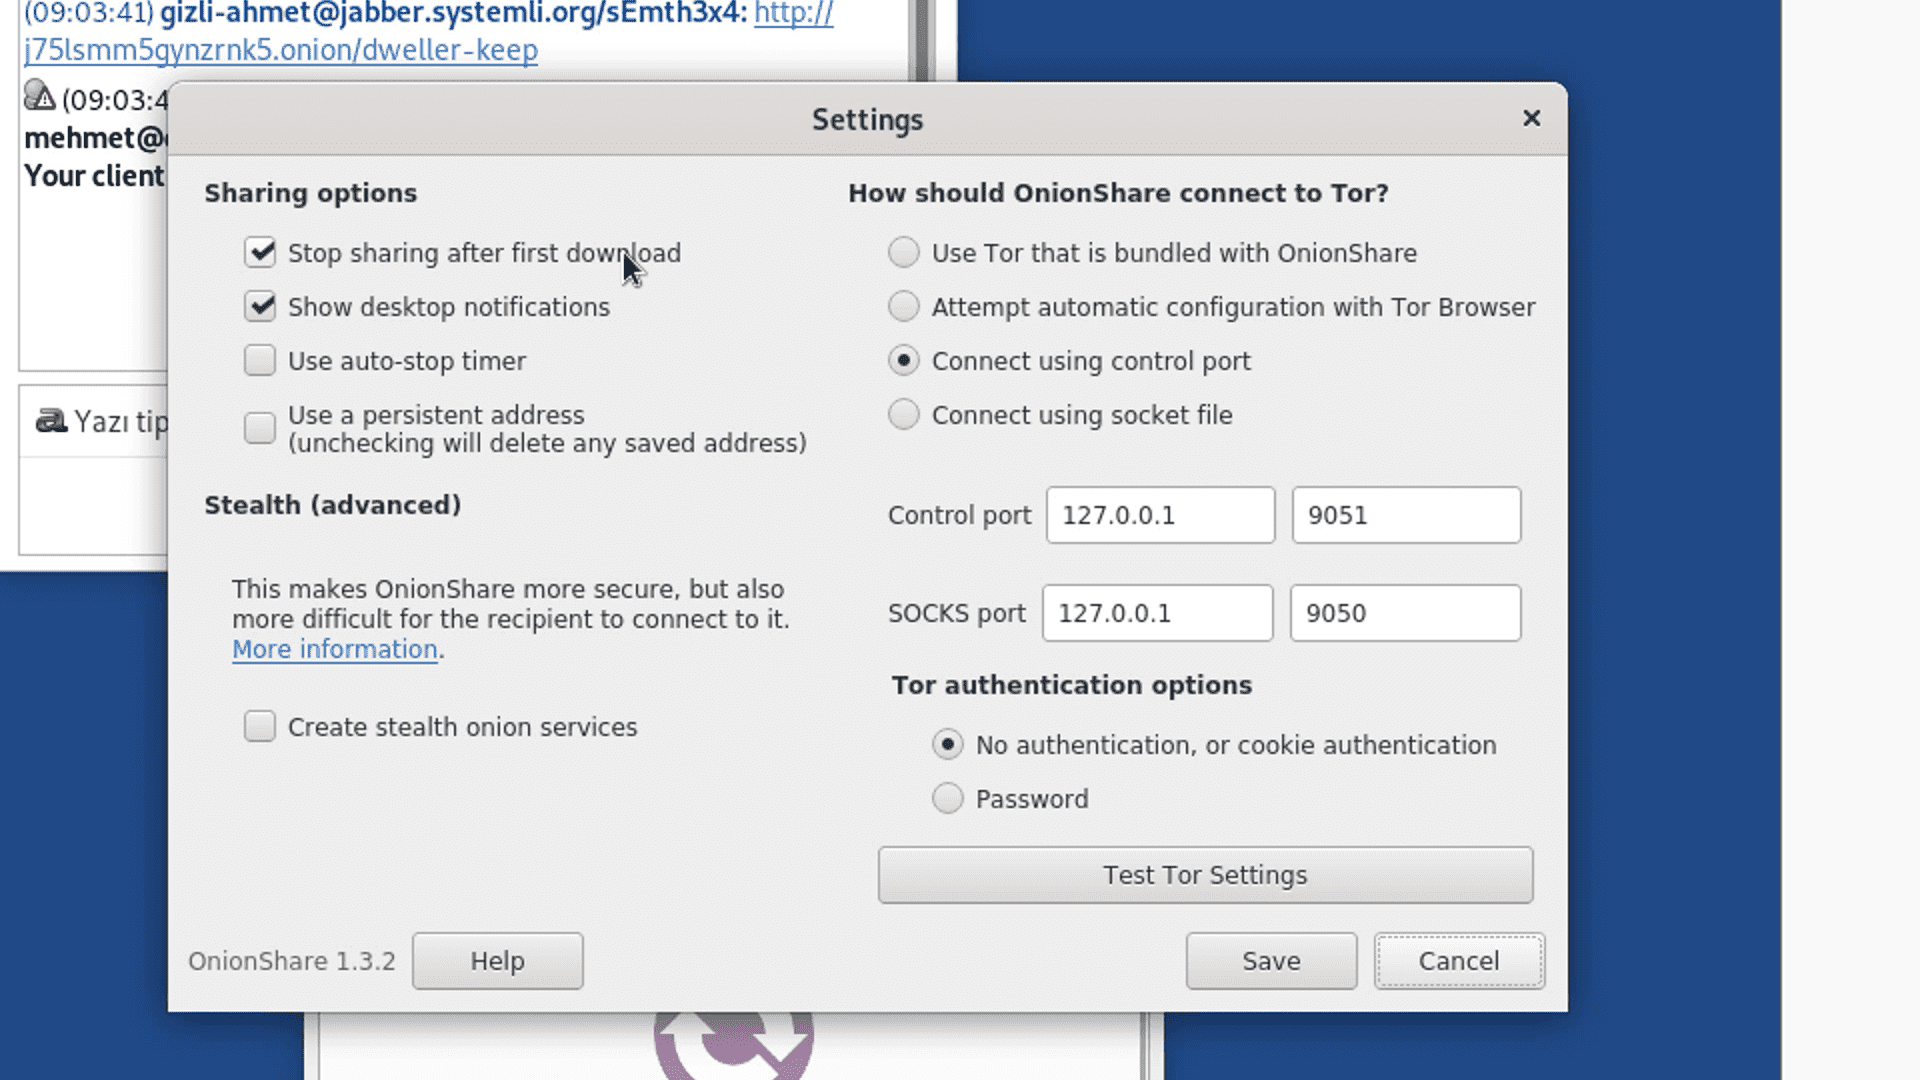 (09:03:41) gizli-ahmet@jabber.systemli.org/sEmth3x4: http://
j75lsmm5gynzrnk5.onion/dweller-keep
(09:03:4
mehmet@
Your client
Yazı tip
Settings
Sharing options
Stop sharing after first download
Show desktop notifications
Use auto-stop timer
Use a persistent address
(unchecking will delete any saved address)
Stealth (advanced)
This makes OnionShare more secure, but also
more difficult for the recipient to connect to it.
More information.
Create stealth onion services
How should OnionShare connect to Tor?
Use Tor that is bundled with OnionShare
Attempt automatic configuration with Tor Browser
Connect using control port
Connect using socket file
Control port 127.0.0.1 9051
SOCKS port 127.0.0.1 9050
Tor authentication options
No authentication, or cookie authentication
Password
Test Tor Settings
OnionShare 1.3.2 Help Save Cancel